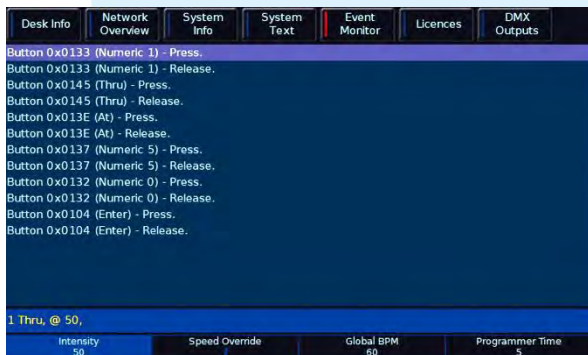 Desk Info
Network Overview
System Info
System Text
Event Monitor
Licences
DMX Outputs
Button 0x0133 (Numeric 1) - Press.
Button 0x0133 (Numeric 1) - Release.
Button 0x0145 (Thru) - Press.
Button 0x0145 (Thru) - Release.
Button 0x013E (At) - Press.
Button 0x013E (At) - Release.
Button 0x0137 (Numeric 5) - Press.
Button 0x0137 (Numeric 5) - Release.
Button 0x0132 (Numeric 0) - Press.
Button 0x0132 (Numeric 0) - Release.
Button 0x0104 (Enter) - Press.
Button 0x0104 (Enter) - Release.
1 Thru, @ 50,
Intensity
50
Speed Override
/
Global BPM
60
Programmer Time
5